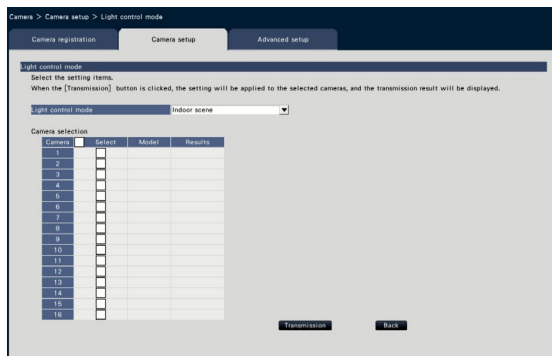 Camera > Camera setup > Light control mode
Camera registration Camera setup Advanced setup
Light control mode
Select the setting items.
When the [Transmission] button is clicked, the setting will be applied to the selected cameras, and the transmission result will be displayed.
Light control mode Indoor scene
Camera selection
Camera Select Model Results
1
2
3
4
5
6
7
8
9
10
11
12
13
14
15
16
Transmission Back